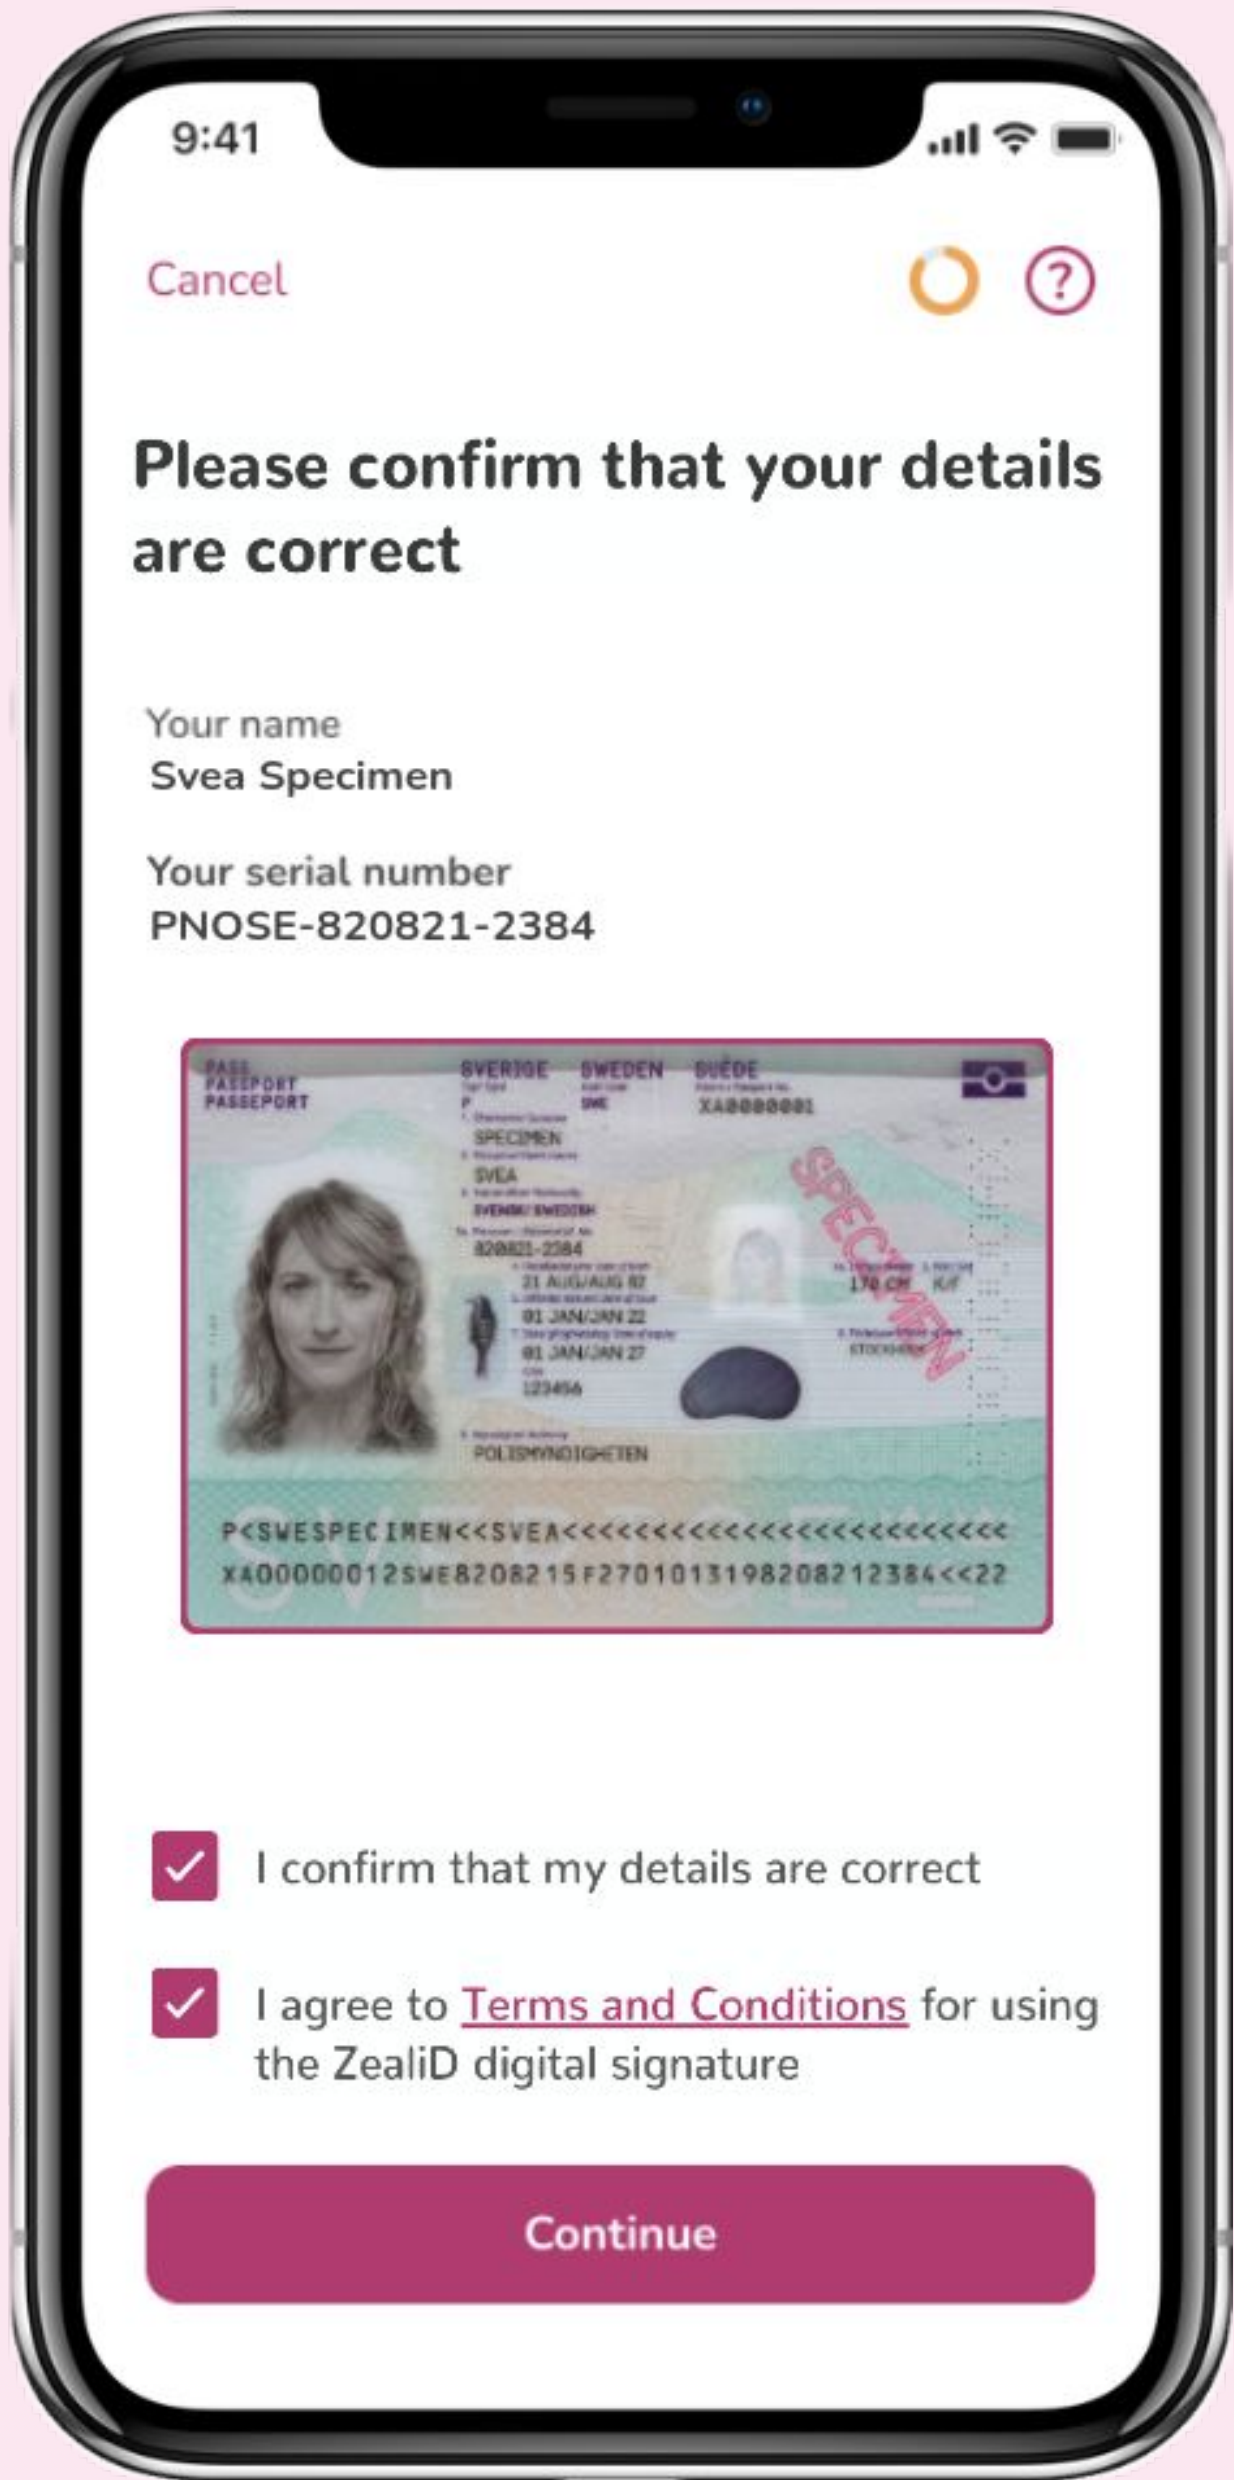 9:41
Cancel
?
Please confirm that your details
are correct
Your name
Svea Specimen
Your serial number
PNOSE-820821-2384
PASS
PASSPORT
PASSEPORT
SVERIGE SWEDEN SUÈDE
P SWE XA0000001
SPECIMEN
SVEA
SVENSK/SWEDISH
820821-2384
21 AUG/AUG 82
01 JAN/JAN 22
170 CM K/F
01 JAN/JAN 27
STOCKHOLM
123456
POLISMYNDIGHETEN
SPECIMEN
P<SWESPECIMEN<<SVEA<<<<<<<<<<<<<<<<<<<<<<<<<
XA00000012SWE8208215F2701013198208212384<<22
I confirm that my details are correct
I agree to Terms and Conditions for using
the ZealiD digital signature
Continue